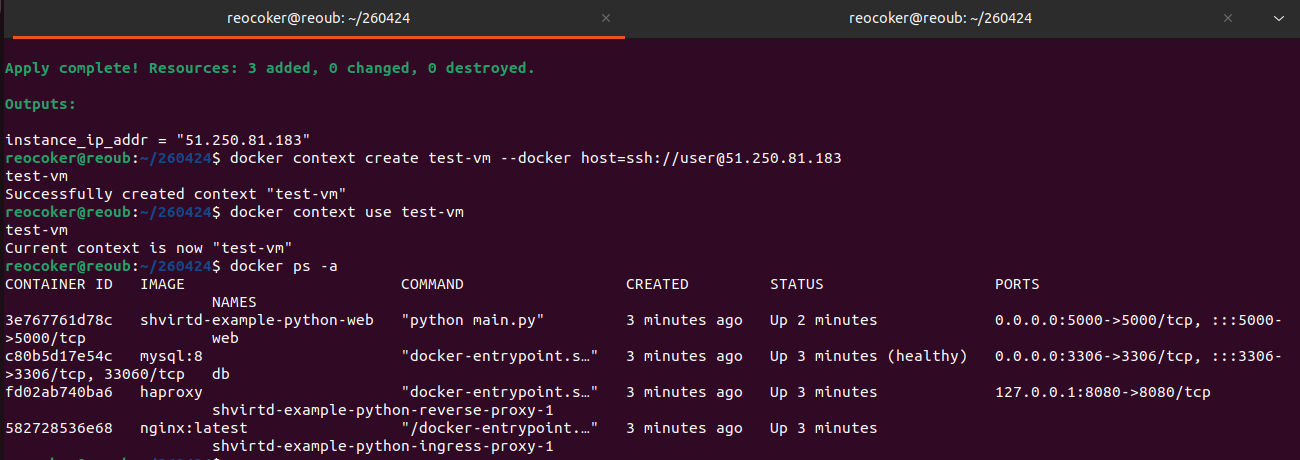 reocoker@reoub: ~/260424 × reocoker@reoub: ~/260424 ×
Apply complete! Resources: 3 added, 0 changed, 0 destroyed.
Outputs:
instance_ip_addr = "51.250.81.183"
reocoker@reoub:~/260424$ docker context create test-vm --docker host=ssh://user@51.250.81.183
test-vm
Successfully created context "test-vm"
reocoker@reoub:~/260424$ docker context use test-vm
test-vm
Current context is now "test-vm"
reocoker@reoub:~/260424$ docker ps -a
CONTAINER ID   IMAGE                        COMMAND                  CREATED         STATUS                   PORTS
                       NAMES
3e767761d78c   shvirtd-example-python-web   "python main.py"         3 minutes ago   Up 2 minutes             0.0.0.0:5000->5000/tcp, :::5000-
>5000/tcp              web
c80b5d17e54c   mysql:8                      "docker-entrypoint.s…"   3 minutes ago   Up 3 minutes (healthy)   0.0.0.0:3306->3306/tcp, :::3306-
>3306/tcp, 33060/tcp   db
fd02ab740ba6   haproxy                      "docker-entrypoint.s…"   3 minutes ago   Up 3 minutes             127.0.0.1:8080->8080/tcp
                       shvirtd-example-python-reverse-proxy-1
582728536e68   nginx:latest                 "/docker-entrypoint.…"   3 minutes ago   Up 3 minutes
                       shvirtd-example-python-ingress-proxy-1